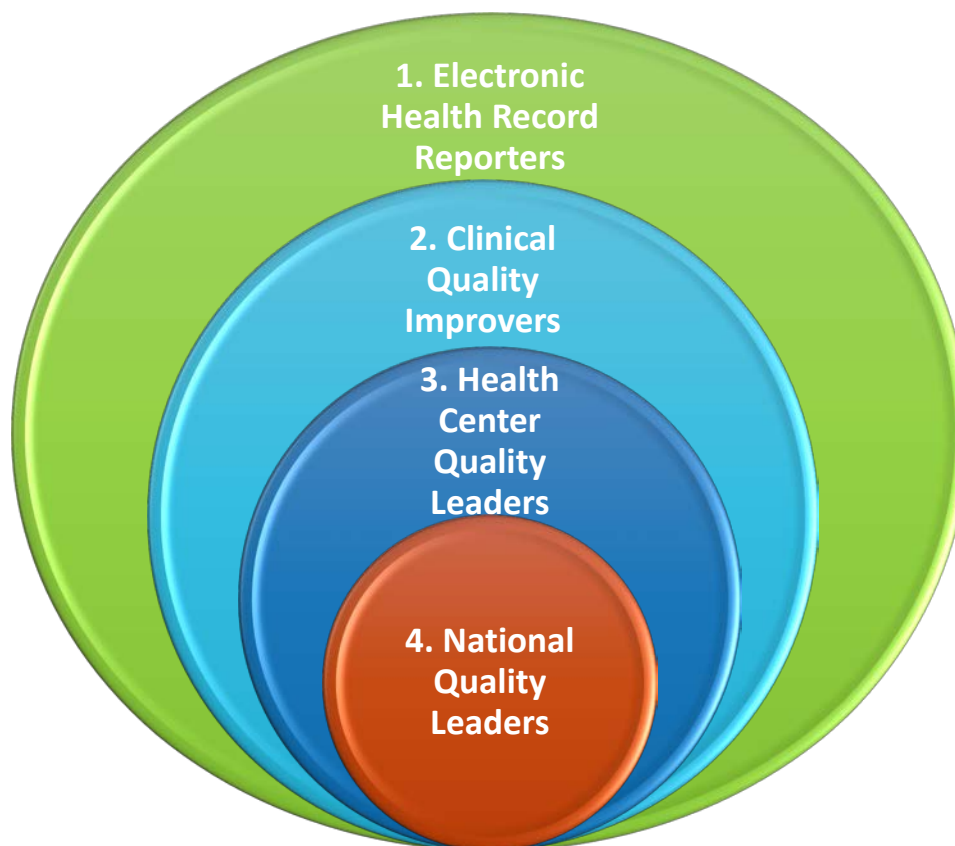 1. Electronic
Health Record
Reporters
2. Clinical
Quality
Improvers
3. Health
Center
Quality
Leaders
4. National
Quality
Leaders